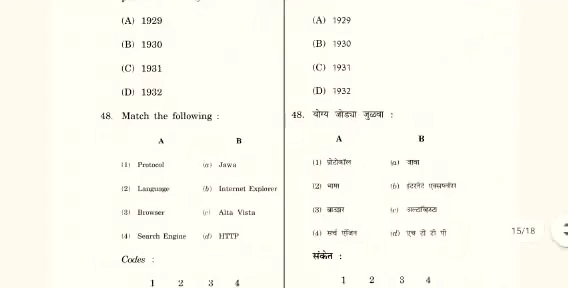 (A) 1929
(B) 1930
(C) 1931
(D) 1932
48. Match the following :
A B
(1) Protocol (a) Jawa
(2) Language (b) Internet Explorer
(3) Browser (c) Alta Vista
(4) Search Engine (d) HTTP
Codes :
1 2 3 4
(A) 1929
(B) 1930
(C) 1931
(D) 1932
48. योग्य जोड्या जुळवा :
A B
(1) प्रोटोकॉल (a) जावा
(2) भाषा (b) इंटरनेट एक्सप्लोरर
(3) ब्राउझर (c) अल्टाव्हिस्टा
(4) सर्च एंजिन (d) एच टी टी पी
संकेत :
1 2 3 4
15/18